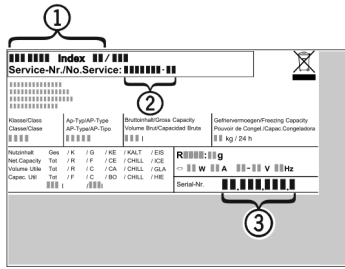 1
Index /
Service-Nr./No.Service: -
2
Klasse/Class Ap-Typ/AP-Type Bruttoinhalt/Gross Capacity Gefriervermoegen/Freezing Capacity
Classe/Clase AP-Type/AP-Tipo Volume Brut/Capacidad Brute Pouvoir de Congel./Capac.Congeladora
l kg / 24 h
Nutzinhalt Ges / K / G / KE / KALT / EIS
Net.Capacity Tot / R / F / CE / CHILL / ICE
Volume Utile Tot / R / C / CA / CHILL / GLA
Capac. Util Tot / F / C / BO / CHILL / HIE
l / l
R : g
W A - V Hz
Serial-Nr. . . .
3